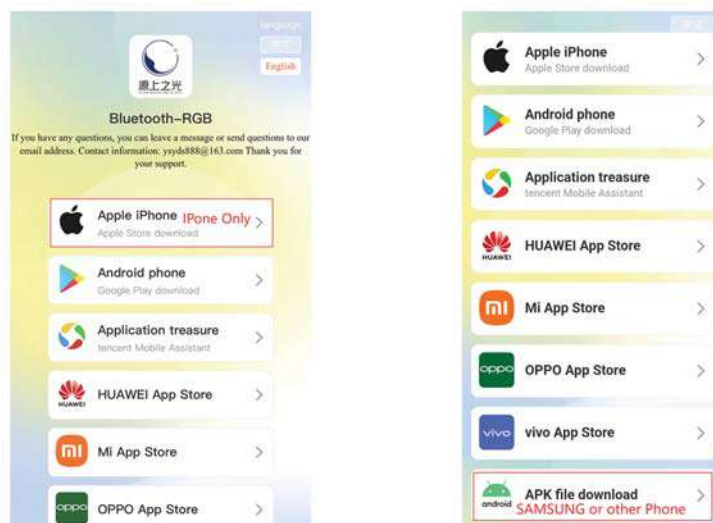 language
中文
English
源上之光
Bluetooth-RGB
If you have any questions, you can leave a message or send questions to our
email address. Contact information: ysyds888@163.com Thank you for
your support.
Apple iPhone IPone Only
Apple Store download
Android phone
Google Play download
Application treasure
tencent Mobile Assistant
HUAWEI
HUAWEI App Store
mi
Mi App Store
oppo
OPPO App Store
中文
Apple iPhone
Apple Store download
Android phone
Google Play download
Application treasure
tencent Mobile Assistant
HUAWEI
HUAWEI App Store
mi
Mi App Store
oppo
OPPO App Store
vivo
vivo App Store
android
APK file download
SAMSUNG or other Phone